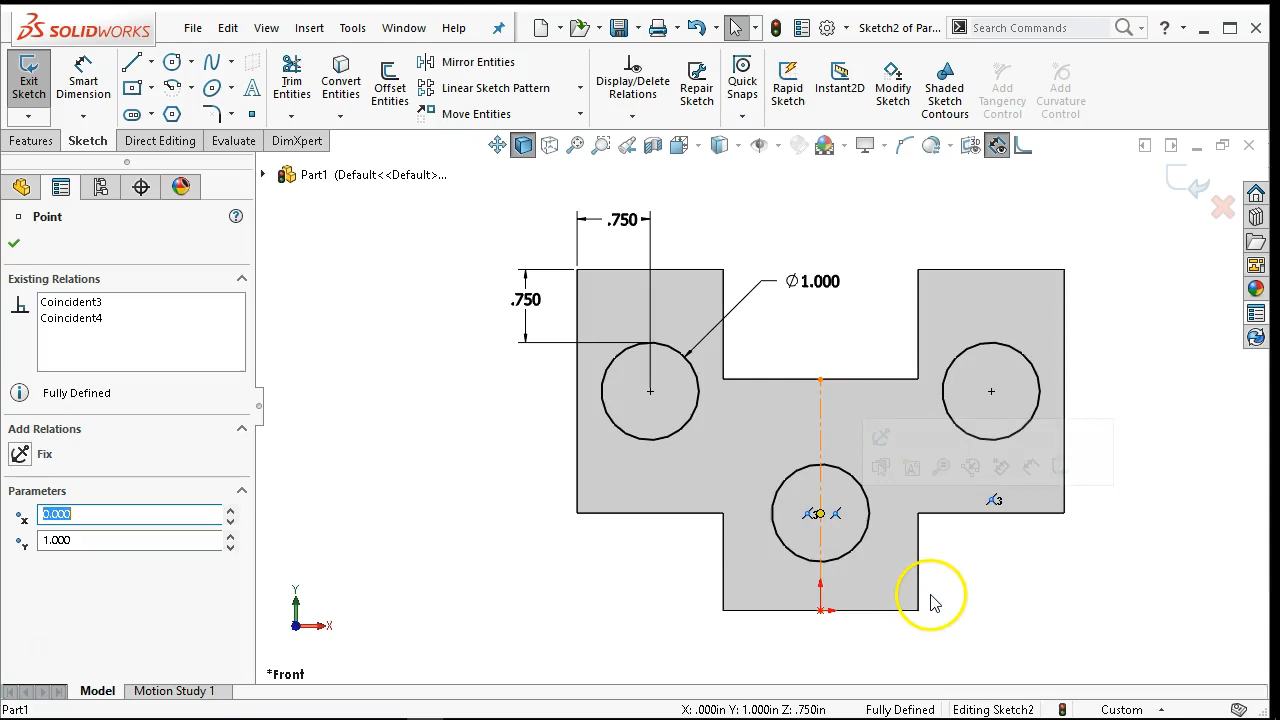 SOLIDWORKS
File Edit View Insert Tools Window Help
Sketch2 of Par...
Search Commands
?
Exit Sketch
Smart Dimension
Trim Entities
Convert Entities
Offset Entities
Mirror Entities
Linear Sketch Pattern
Move Entities
Display/Delete Relations
Repair Sketch
Quick Snaps
Rapid Sketch
Instant2D
Modify Sketch
Shaded Sketch Contours
Add Tangency Control
Add Curvature Control
Features Sketch Direct Editing Evaluate DimXpert
Part1 (Default<<Default>...
Point
?
Existing Relations
Coincident3
Coincident4
Fully Defined
Add Relations
Fix
Parameters
X 0.000
Y 1.000
.750
.750
Ø1.000
3
3
Y
X
*Front
Model Motion Study 1
Part1
X: .000in Y: 1.000in Z: .750in Fully Defined Editing Sketch2 Custom